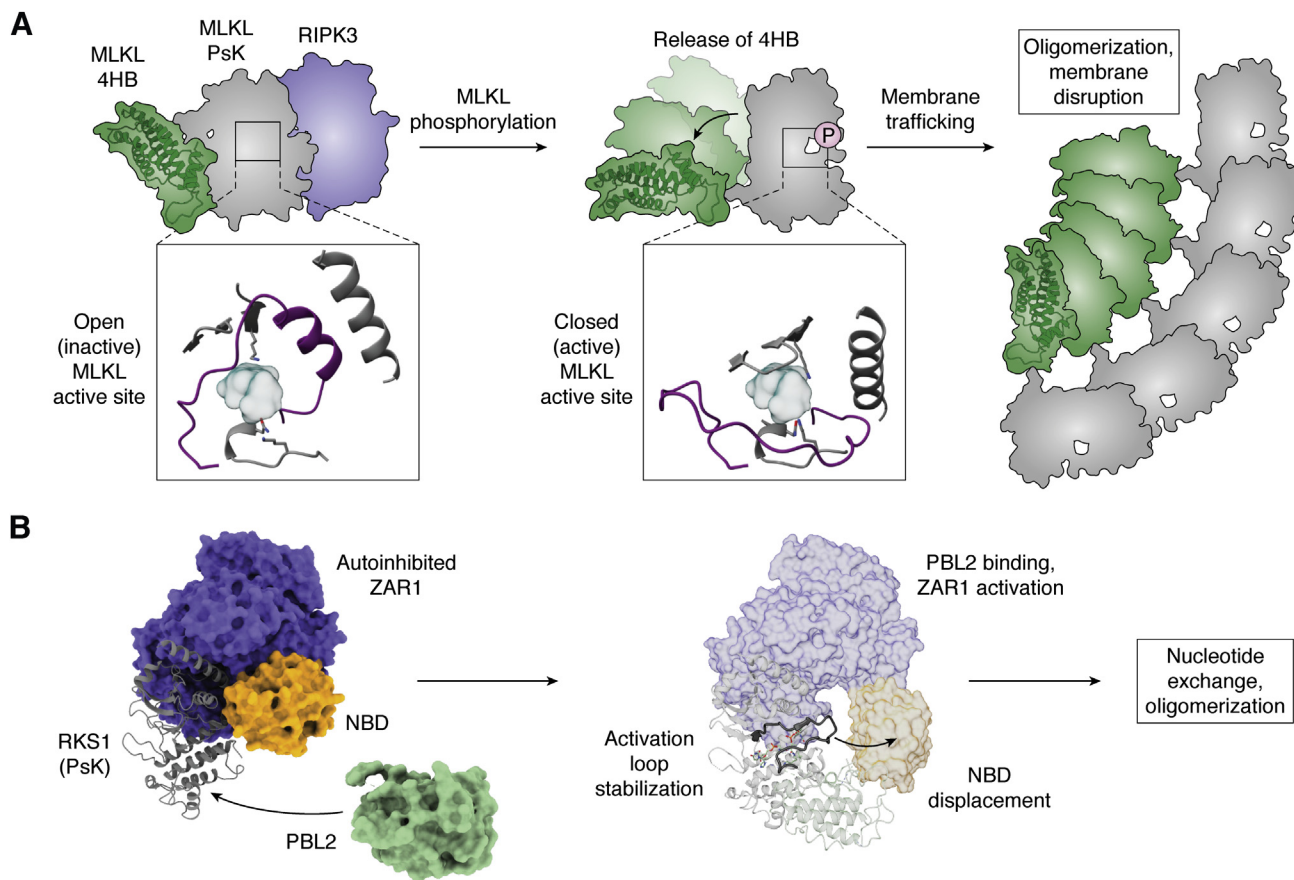 A
MLKL
4HB
MLKL
PsK
RIPK3
MLKL
phosphorylation
Release of 4HB
P
Membrane
trafficking
Oligomerization,
membrane
disruption
Open
(inactive)
MLKL
active site
Closed
(active)
MLKL
active site
B
Autoinhibited
ZAR1
NBD
RKS1
(PsK)
PBL2
PBL2 binding,
ZAR1 activation
Activation
loop
stabilization
NBD
displacement
Nucleotide
exchange,
oligomerization